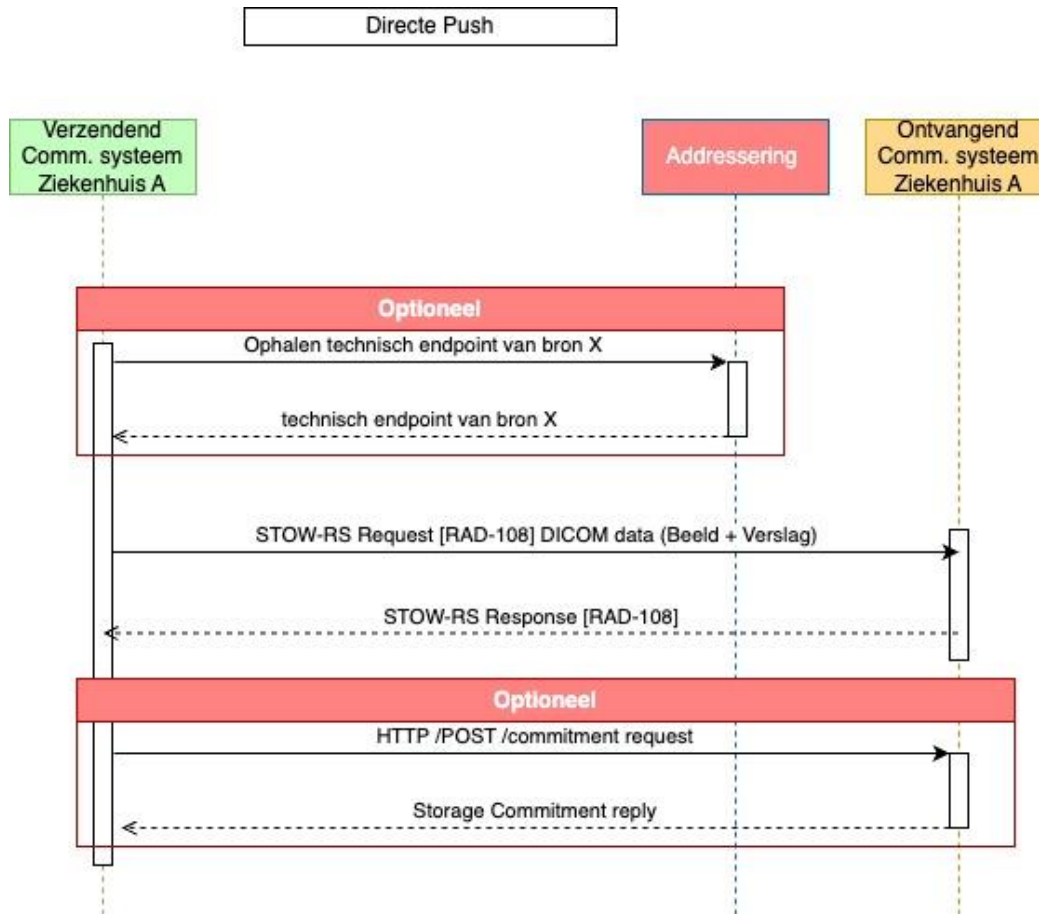 Directe Push
Verzendend
Comm. systeem
Ziekenhuis A
Addressering
Ontvangend
Comm. systeem
Ziekenhuis A
Optioneel
Ophalen technisch endpoint van bron X
technisch endpoint van bron X
STOW-RS Request [RAD-108] DICOM data (Beeld + Verslag)
STOW-RS Response [RAD-108]
Optioneel
HTTP /POST /commitment request
Storage Commitment reply